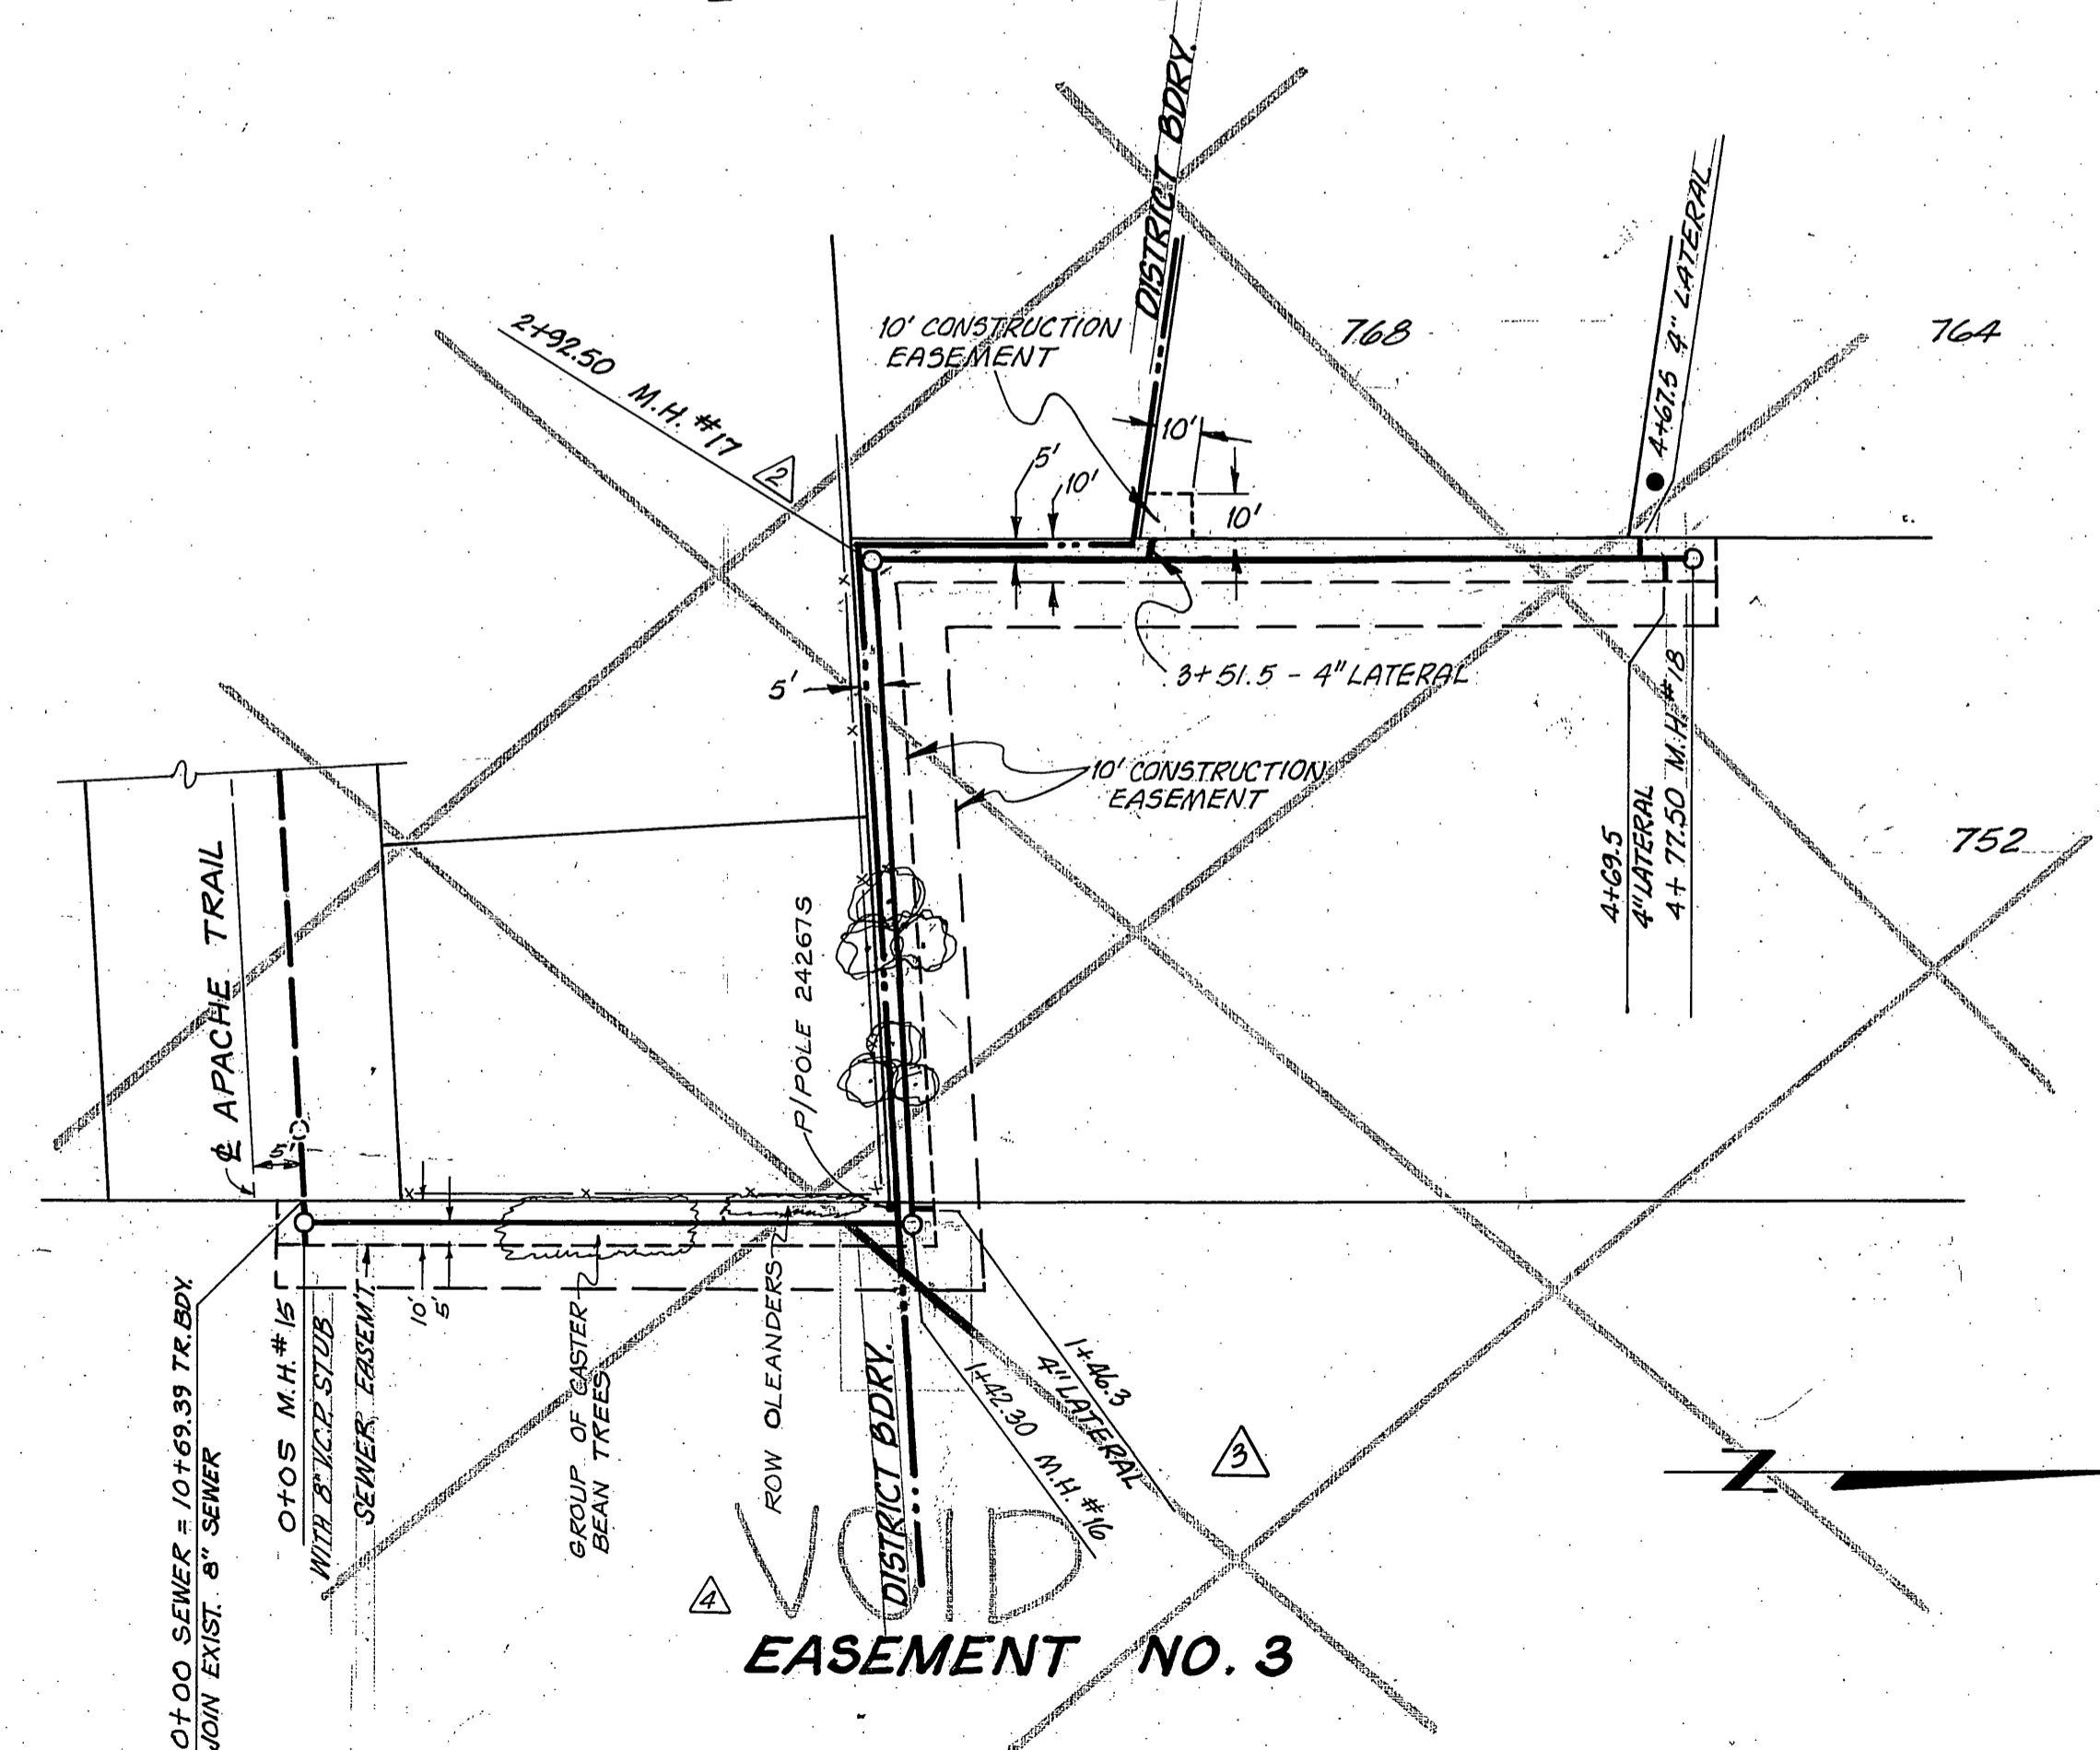 DISTRICT BDRY.
10' CONSTRUCTION
EASEMENT
768
764
4+67.5 4" LATERAL
2+92.50 M.H. #17
2
5'
10'
10'
10'
5'
3+51.5 - 4" LATERAL
10' CONSTRUCTION
EASEMENT
752
4+69.5
4" LATERAL
4+77.50 M.H. #18
℄ APACHE TRAIL
5'
P/POLE 24267S
0+00 SEWER = 10+69.39 TR. BDY.
JOIN EXIST. 8" SEWER
0+05 M.H. #15
WITH 8" V.C.P. STUB
SEWER EASEM'T.
10'
5'
GROUP OF CASTER
BEAN TREES
ROW OLEANDERS
DISTRICT BDRY.
1+46.3
4" LATERAL
1+42.30 M.H. #16
3
N
4
VOID
EASEMENT NO. 3